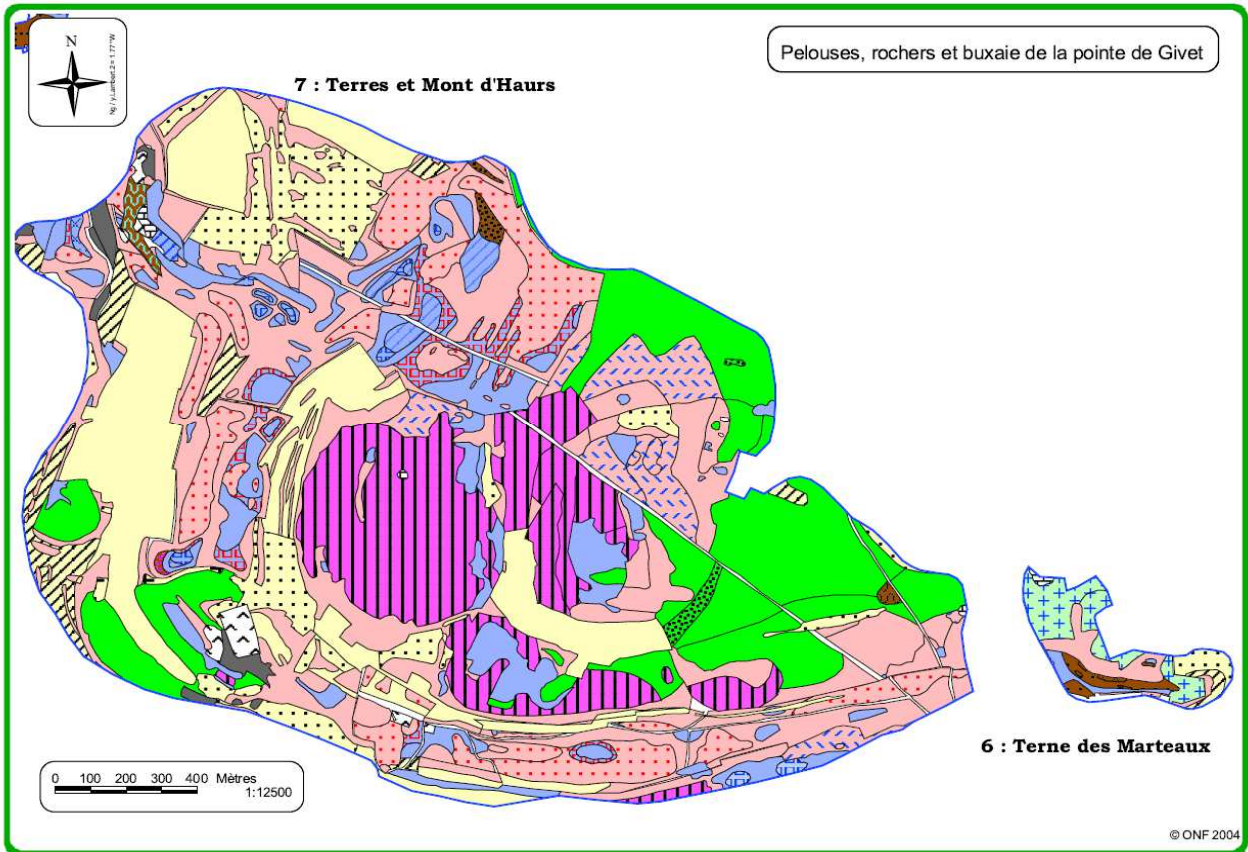 Pelouses, rochers et buxaie de la pointe de Givet
N
7 : Terres et Mont d'Haurs
6 : Terne des Marteaux
0 100 200 300 400 Mètres
1:12500
© ONF 2004